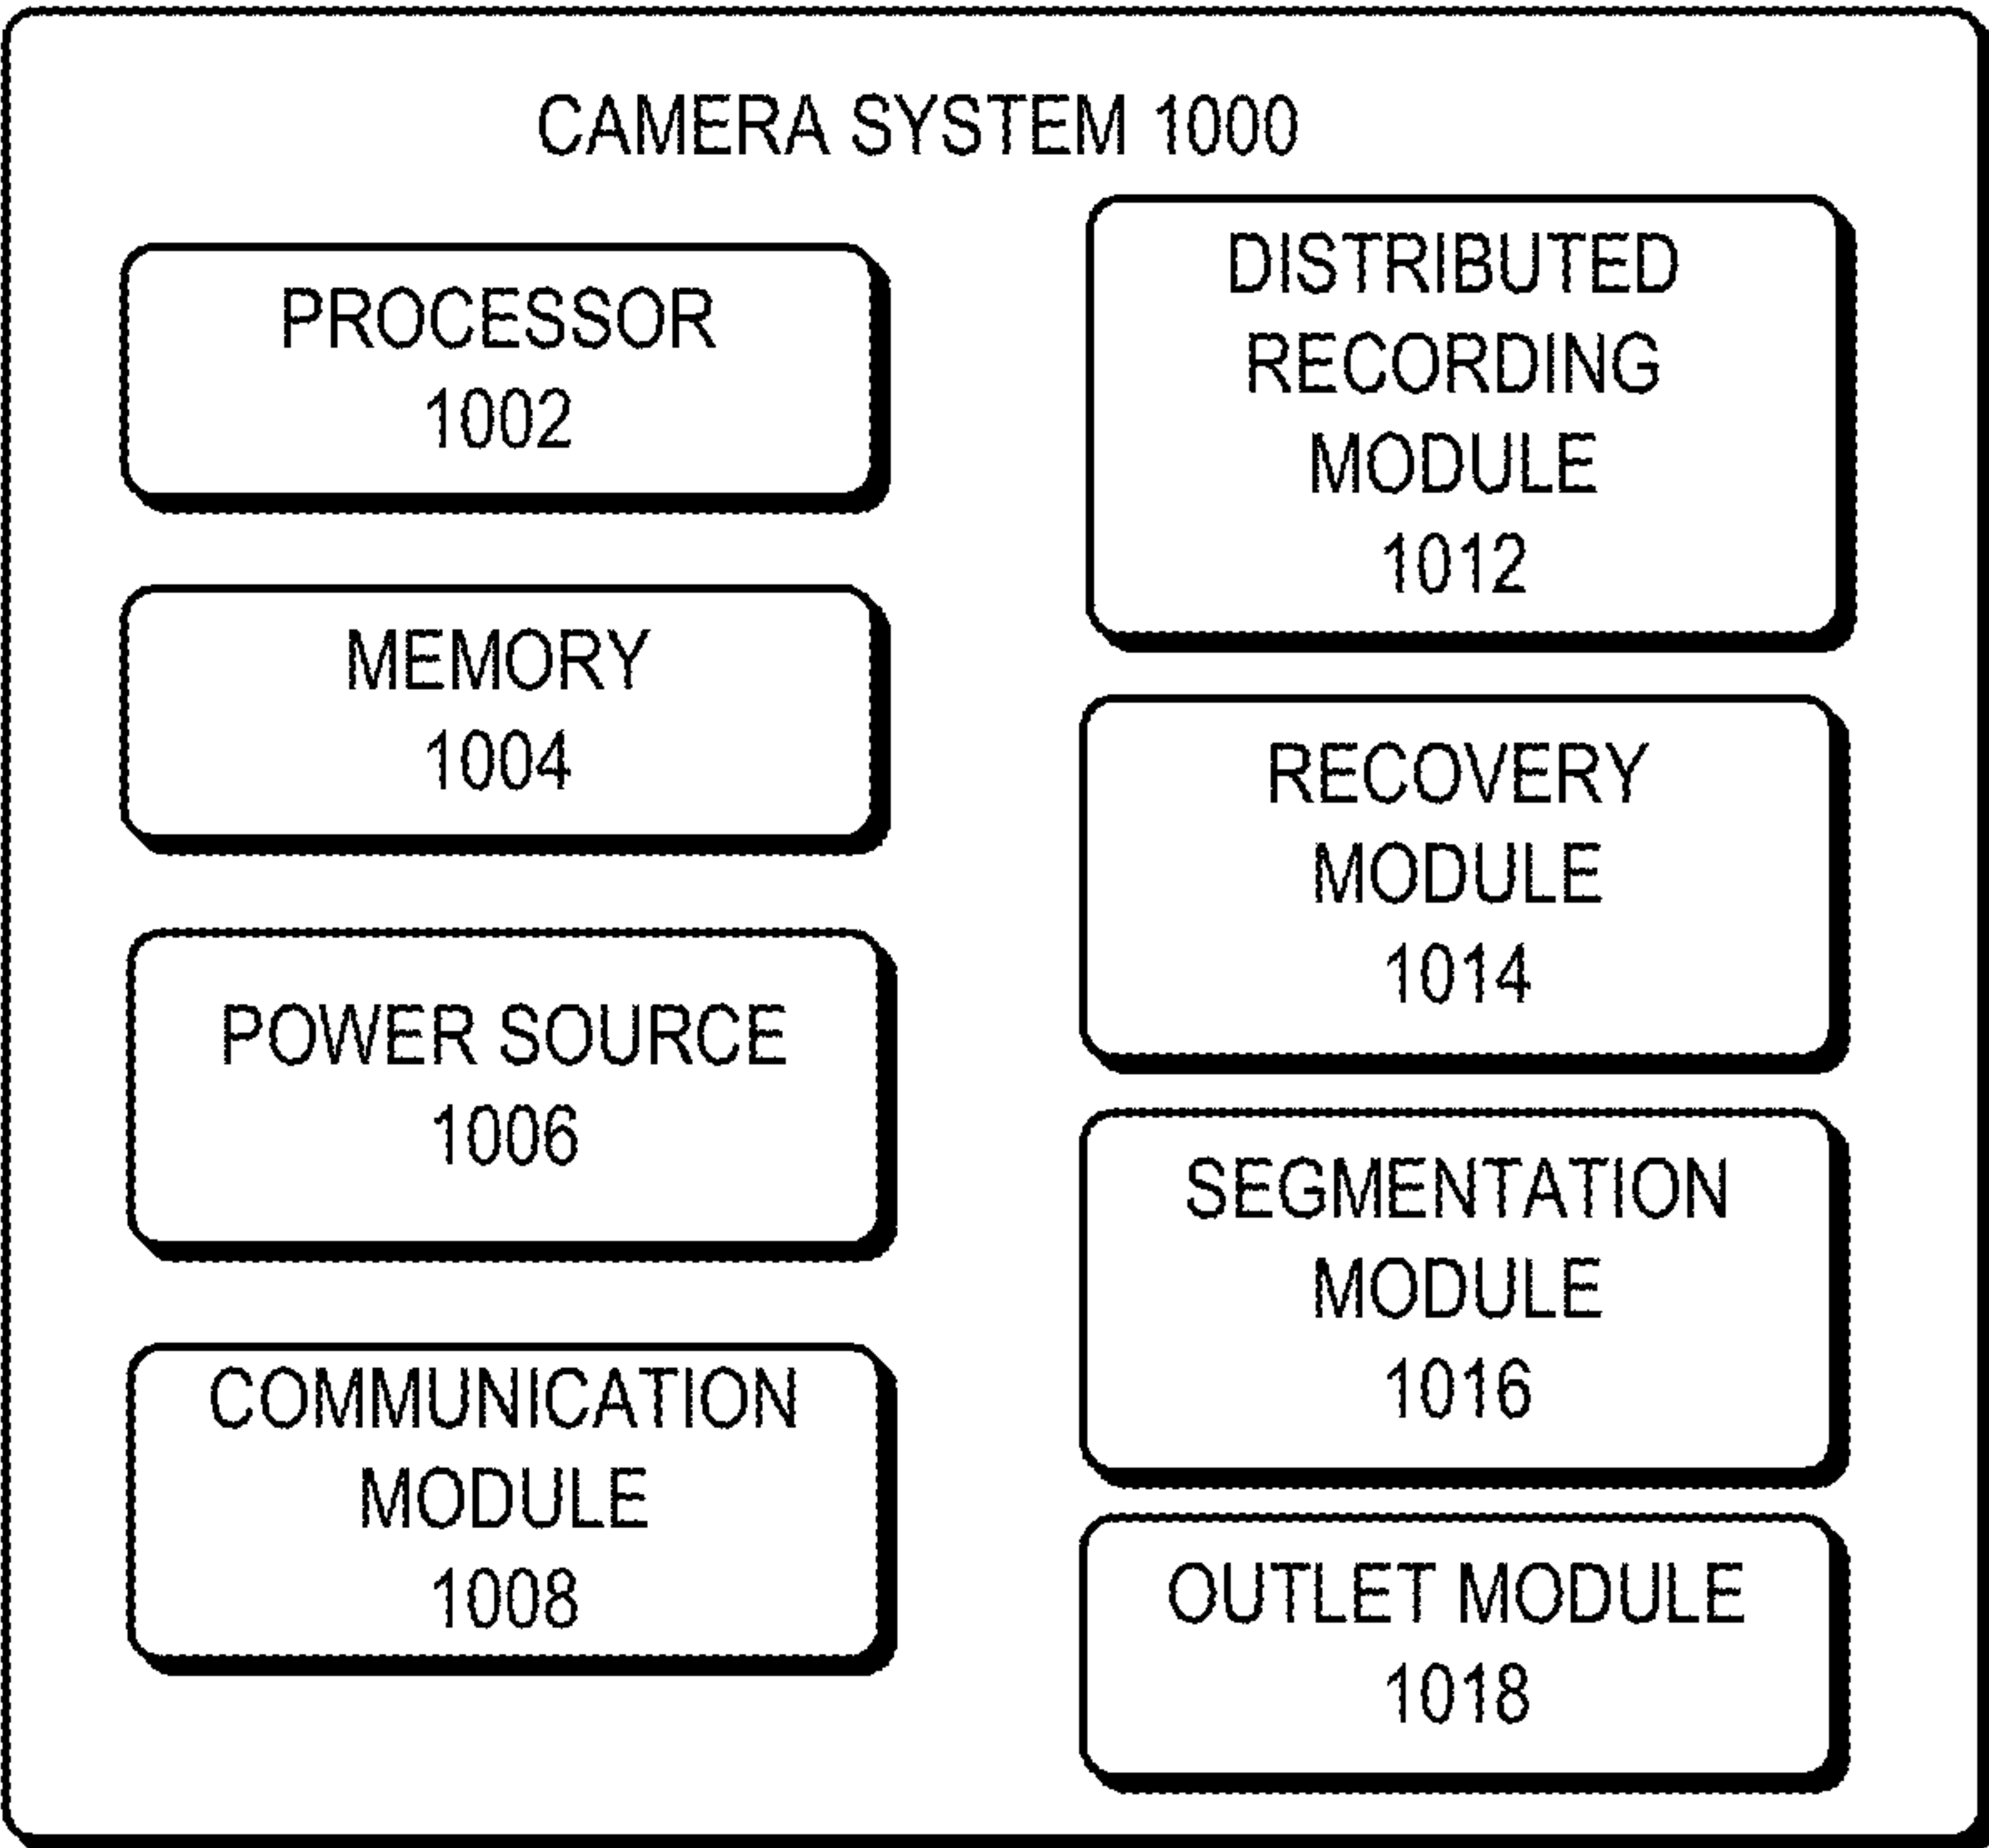 CAMERA SYSTEM 1000
PROCESSOR
1002
MEMORY
1004
POWER SOURCE
1006
COMMUNICATION
MODULE
1008
DISTRIBUTED
RECORDING
MODULE
1012
RECOVERY
MODULE
1014
SEGMENTATION
MODULE
1016
OUTLET MODULE
1018